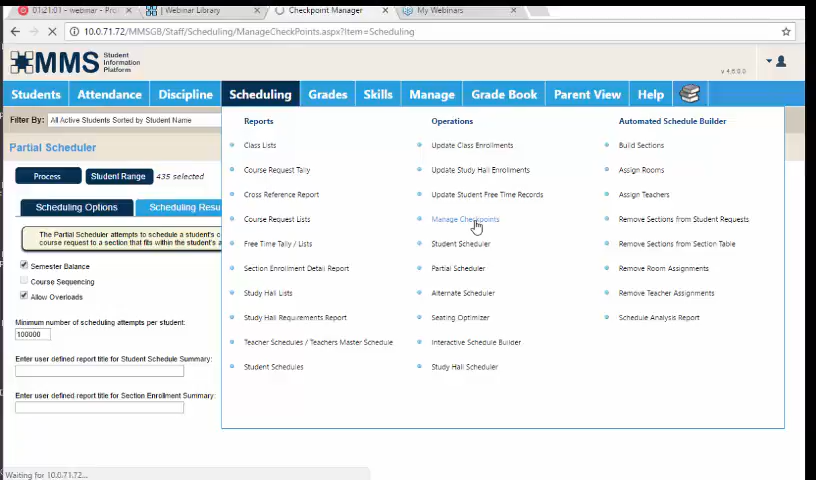 01:21:01 - webinar - Pro
Webinar Library
Checkpoint Manager
My Webinars
10.0.71.72/MMSGB/Staff/Scheduling/ManageCheckPoints.aspx?Item=Scheduling
MMS Student Information Platform
v 4.6.0.0
Students Attendance Discipline Scheduling Grades Skills Manage Grade Book Parent View Help
Filter By: All Active Students Sorted by Student Name
Partial Scheduler
Process Student Range 435 selected
Scheduling Options Scheduling Resu
The Partial Scheduler attempts to schedule a student's c
course request to a section that fits within the student's a
Semester Balance
Course Sequencing
Allow Overloads
Minimum number of scheduling attempts per student:
100000
Enter user defined report title for Student Schedule Summary:
Enter user defined report title for Section Enrollment Summary:
Reports
Class Lists
Course Request Tally
Cross Reference Report
Course Request Lists
Free Time Tally / Lists
Section Enrollment Detail Report
Study Hall Lists
Study Hall Requirements Report
Teacher Schedules / Teachers Master Schedule
Student Schedules
Operations
Update Class Enrollments
Update Study Hall Enrollments
Update Student Free Time Records
Manage Checkpoints
Student Scheduler
Partial Scheduler
Alternate Scheduler
Seating Optimizer
Interactive Schedule Builder
Study Hall Scheduler
Automated Schedule Builder
Build Sections
Assign Rooms
Assign Teachers
Remove Sections from Student Requests
Remove Sections from Section Table
Remove Room Assignments
Remove Teacher Assignments
Schedule Analysis Report
Waiting for 10.0.71.72...